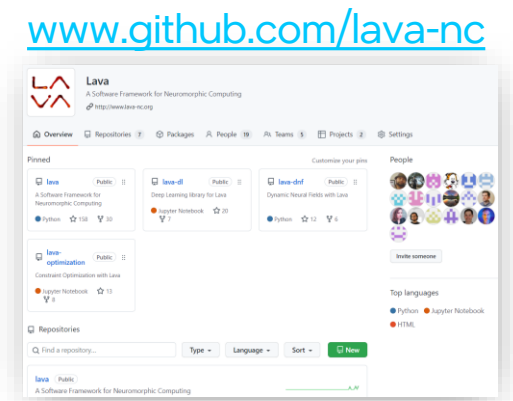 www.github.com/lava-nc
LAVA
Lava
A Software Framework for Neuromorphic Computing
http://www.lava-nc.org
Overview Repositories 7 Packages People 19 Teams 5 Projects 2 Settings
Pinned Customize your pins People
lava Public
A Software Framework for
Neuromorphic Computing
Python 158 30
lava-dl Public
Deep Learning library for Lava
Jupyter Notebook 20
7
lava-dnf Public
Dynamic Neural Fields with Lava
Python 12 6
lava-
optimization Public
Constraint Optimization with Lava
Jupyter Notebook 13
8
Invite someone
Top languages
Python Jupyter Notebook
HTML
Repositories
Find a repository... Type Language Sort New
lava Public
A Software Framework for Neuromorphic Computing